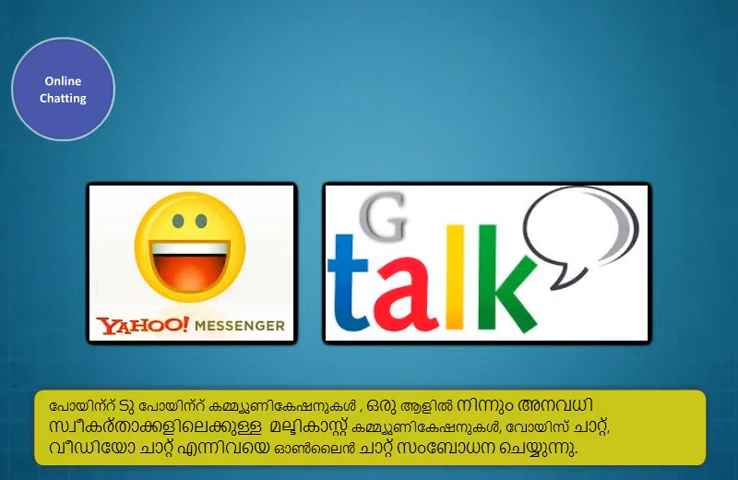 Online
Chatting
YAHOO! MESSENGER
G
talk
പോയിന്റ് ടു പോയിന്റ് കമ്മ്യൂണികേഷനുകൾ , ഒരു ആളിൽ നിന്നും അനവധി
സ്വീകർതാക്കളിലെക്കുള്ള മല്ടികാസ്റ്റ് കമ്മ്യൂണികേഷനുകൾ, വോയിസ് ചാറ്റ്,
വീഡിയോ ചാറ്റ് എന്നിവയെ ഓൺലൈൻ ചാറ്റ് സംബോധന ചെയ്യുന്നു.